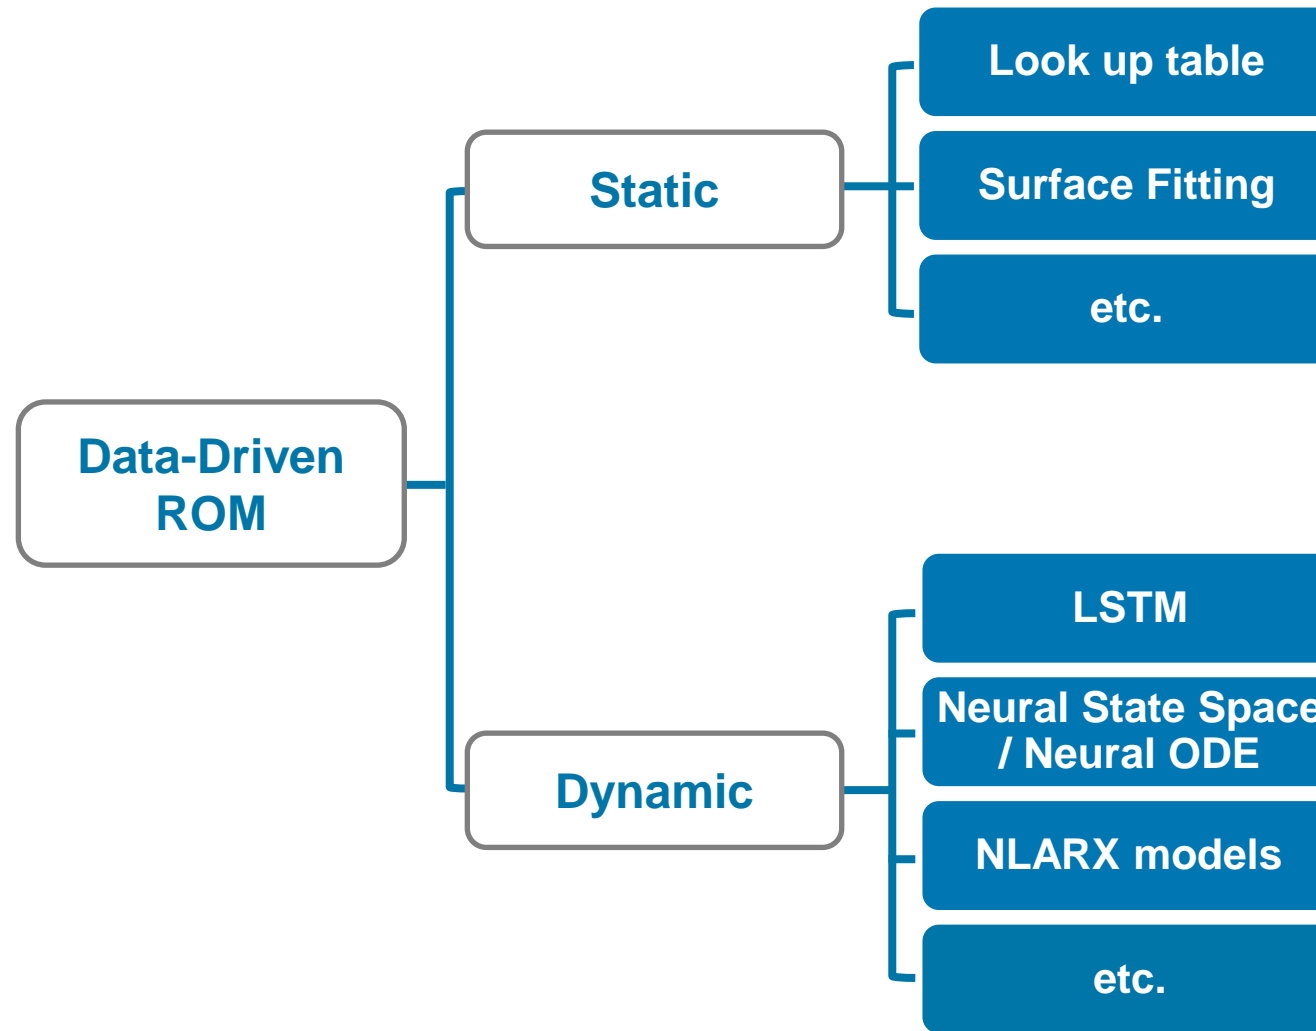 Data-Driven
ROM
Static
Look up table
Surface Fitting
etc.
Dynamic
LSTM
Neural State Space
/ Neural ODE
NLARX models
etc.